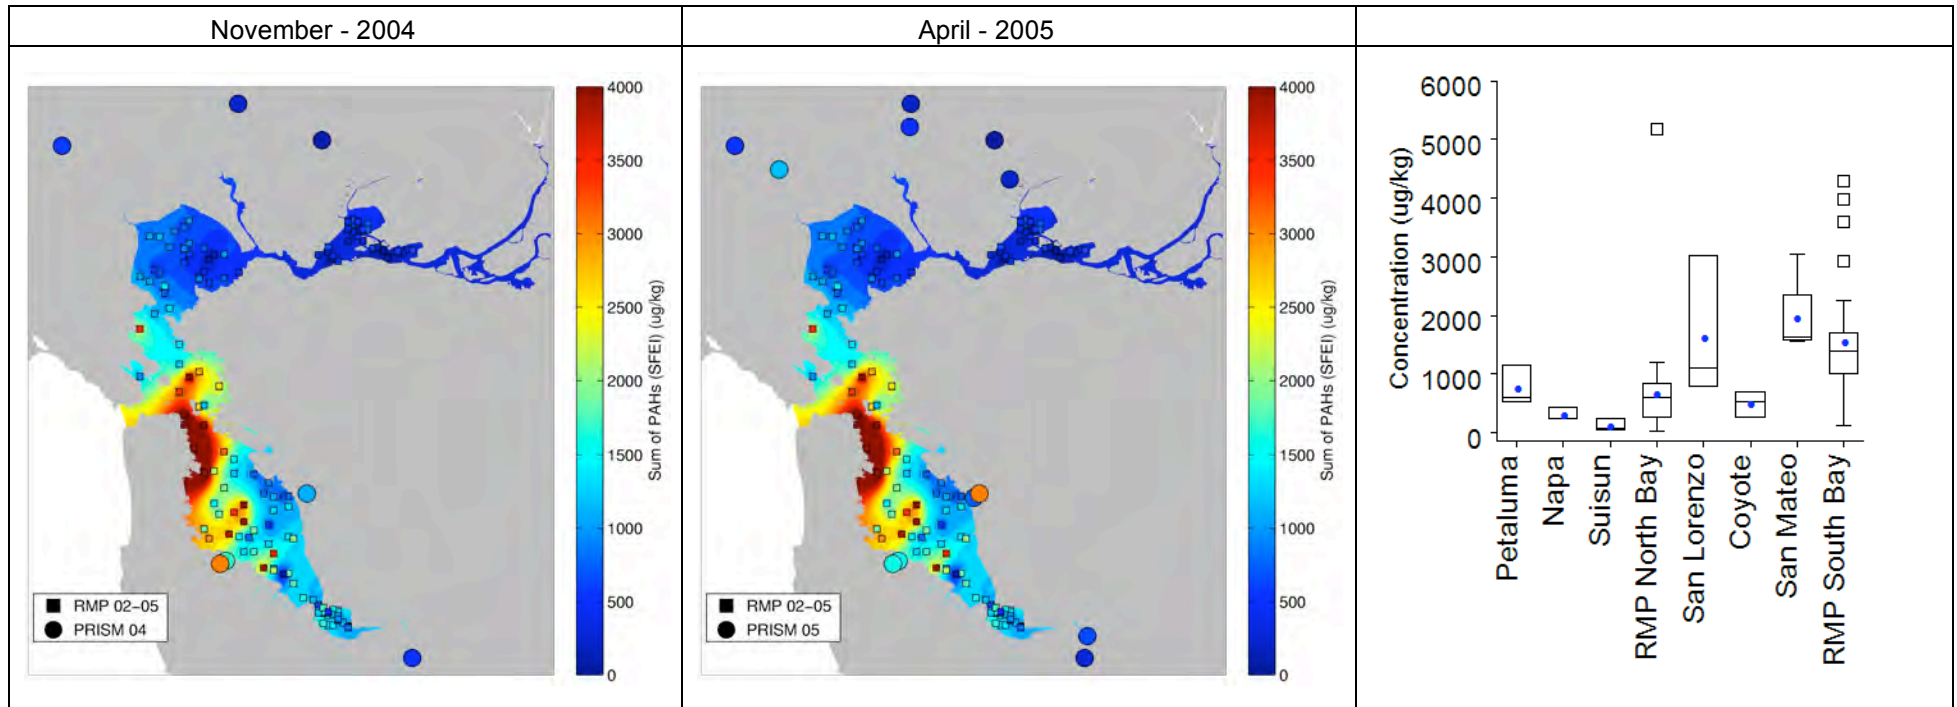 November - 2004
April - 2005
4000
3500
3000
2500
2000
1500
1000
500
0
Sum of PAHs (SFEI) (ug/kg)
RMP 02-05
PRISM 04
4000
3500
3000
2500
2000
1500
1000
500
0
Sum of PAHs (SFEI) (ug/kg)
RMP 02-05
PRISM 05
6000
5000
4000
3000
2000
1000
0
Concentration (ug/kg)
Petaluma
Napa
Suisun
RMP North Bay
San Lorenzo
Coyote
San Mateo
RMP South Bay